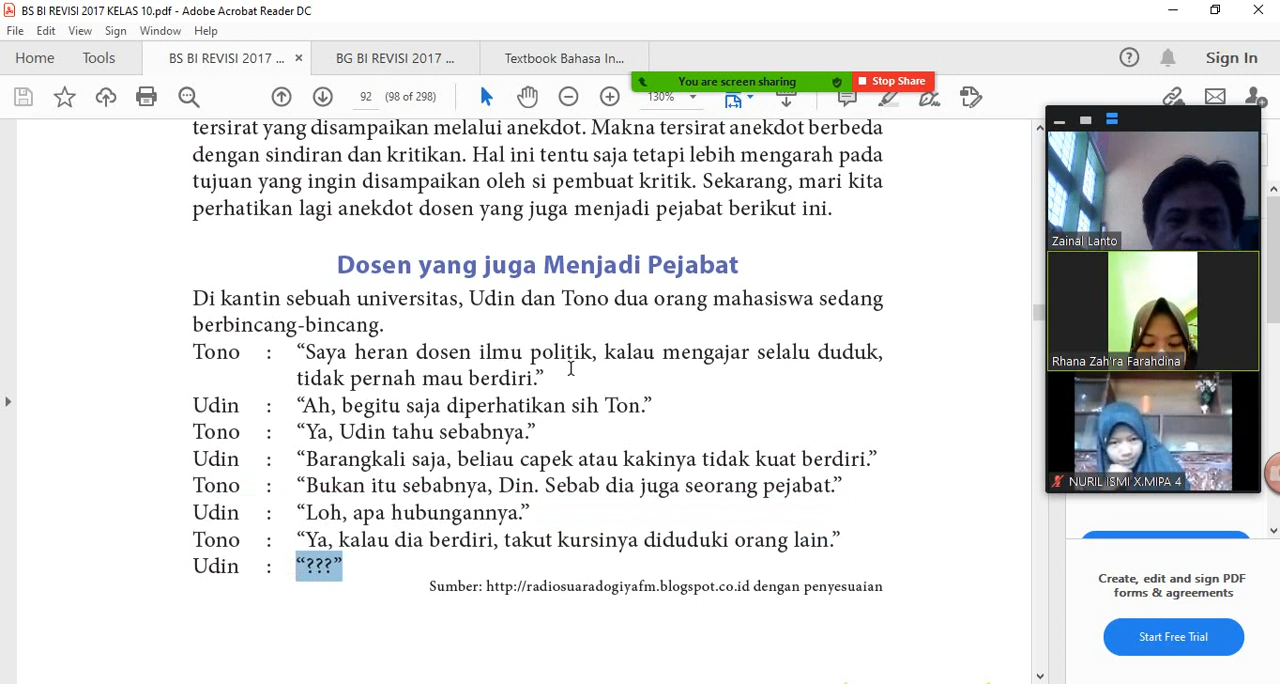 BS BI REVISI 2017 KELAS 10.pdf - Adobe Acrobat Reader DC
File Edit View Sign Window Help
Home Tools BS BI REVISI 2017 ... × BG BI REVISI 2017 ... Textbook Bahasa In... Sign In
You are screen sharing Stop Share
92 (98 of 298) 130%
tersirat yang disampaikan melalui anekdot. Makna tersirat anekdot berbeda
dengan sindiran dan kritikan. Hal ini tentu saja tetapi lebih mengarah pada
tujuan yang ingin disampaikan oleh si pembuat kritik. Sekarang, mari kita
perhatikan lagi anekdot dosen yang juga menjadi pejabat berikut ini.
Dosen yang juga Menjadi Pejabat
Di kantin sebuah universitas, Udin dan Tono dua orang mahasiswa sedang
berbincang-bincang.
Tono : “Saya heran dosen ilmu politik, kalau mengajar selalu duduk,
tidak pernah mau berdiri.”
Udin : “Ah, begitu saja diperhatikan sih Ton.”
Tono : “Ya, Udin tahu sebabnya.”
Udin : “Barangkali saja, beliau capek atau kakinya tidak kuat berdiri.”
Tono : “Bukan itu sebabnya, Din. Sebab dia juga seorang pejabat.”
Udin : “Loh, apa hubungannya.”
Tono : “Ya, kalau dia berdiri, takut kursinya diduduki orang lain.”
Udin : “???”
Sumber: http://radiosuaradogiyafm.blogspot.co.id dengan penyesuaian
Zainal Lanto
Rhana Zah'ra Farahdina
NURIL ISMI X.MIPA 4
Create, edit and sign PDF
forms & agreements
Start Free Trial